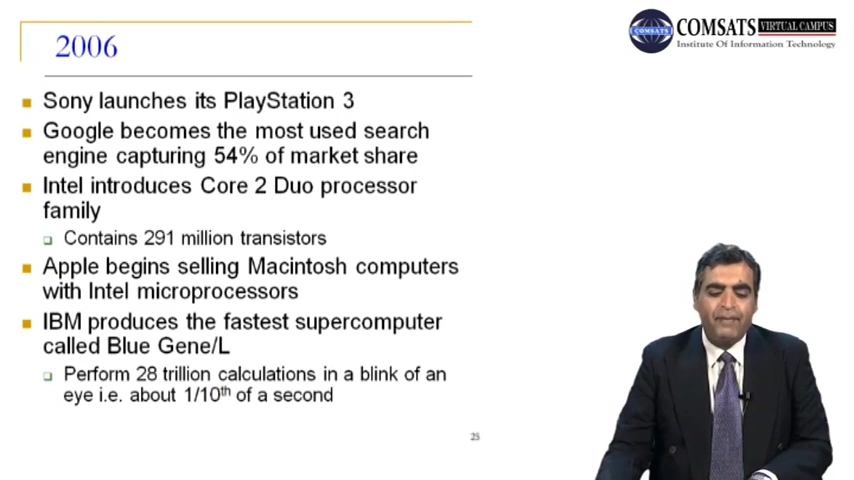 2006
COMSATS VIRTUAL CAMPUS
Institute Of Information Technology
COMSATS
Sony launches its PlayStation 3
Google becomes the most used search
engine capturing 54% of market share
Intel introduces Core 2 Duo processor
family
Contains 291 million transistors
Apple begins selling Macintosh computers
with Intel microprocessors
IBM produces the fastest supercomputer
called Blue Gene/L
Perform 28 trillion calculations in a blink of an
eye i.e. about 1/10th of a second